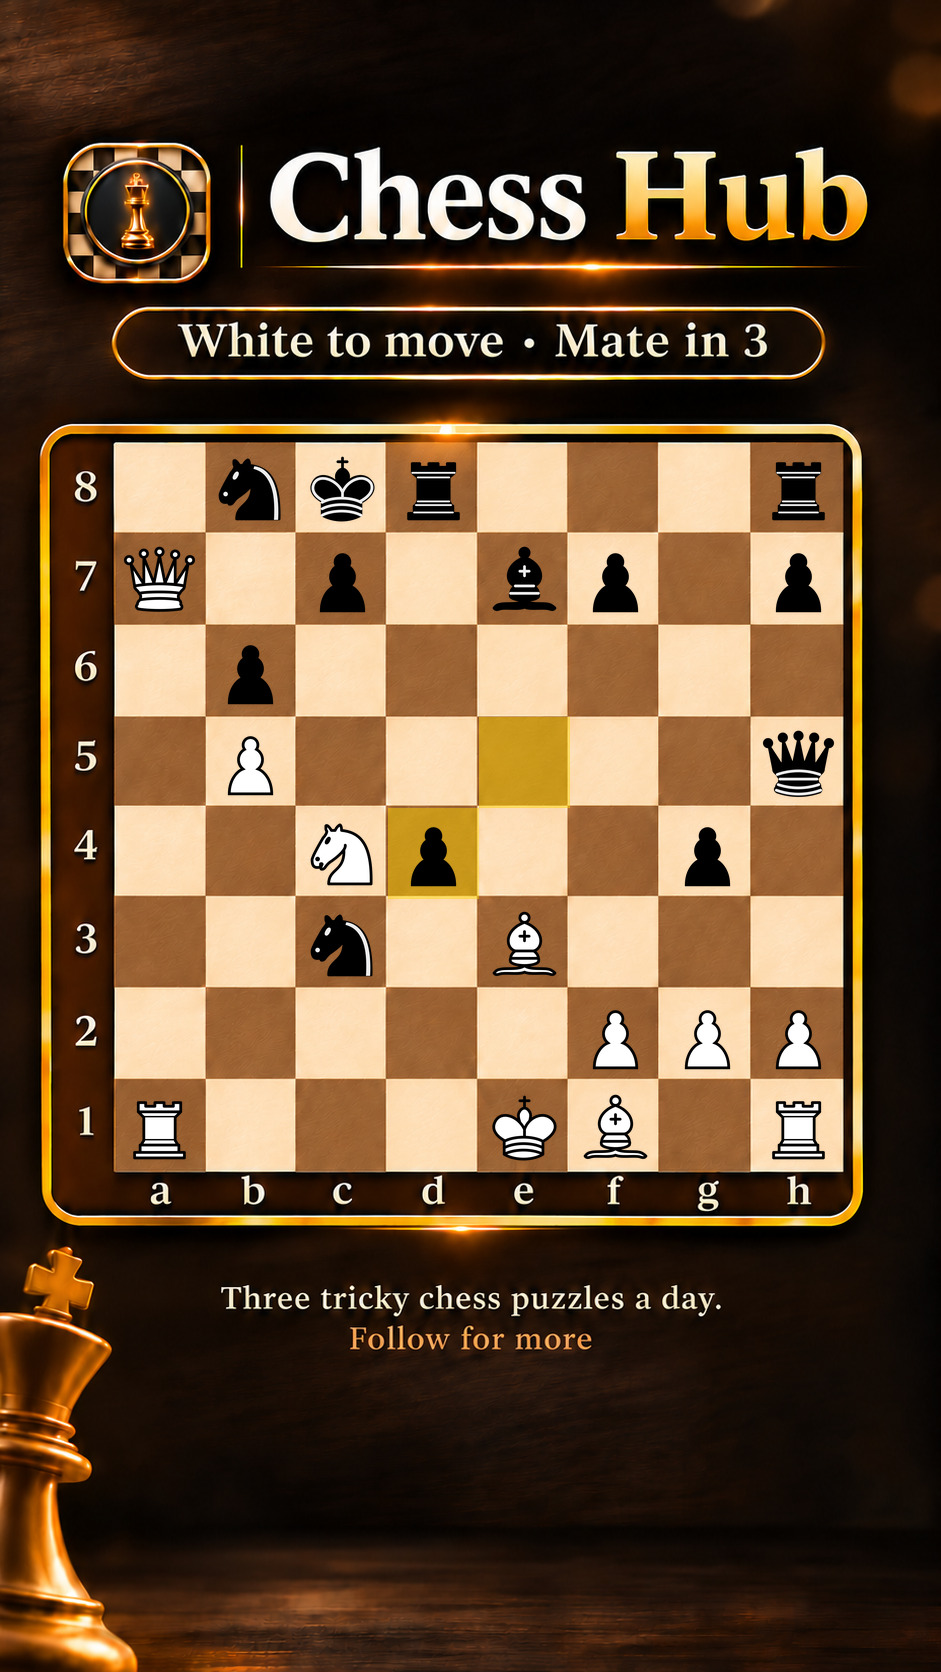 Chess Hub
White to move • Mate in 3
8
7
6
5
4
3
2
1
a b c d e f g h
Three tricky chess puzzles a day.
Follow for more